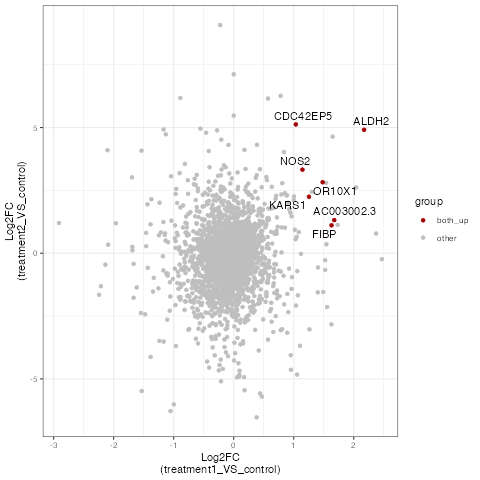 CDC42EP5
ALDH2
NOS2
OR10X1
KARS1
AC003002.3
FIBP
5
0
-5
-3
-2
-1
0
1
2
Log2FC
(treatment2_VS_control)
Log2FC
(treatment1_VS_control)
group
both_up
other